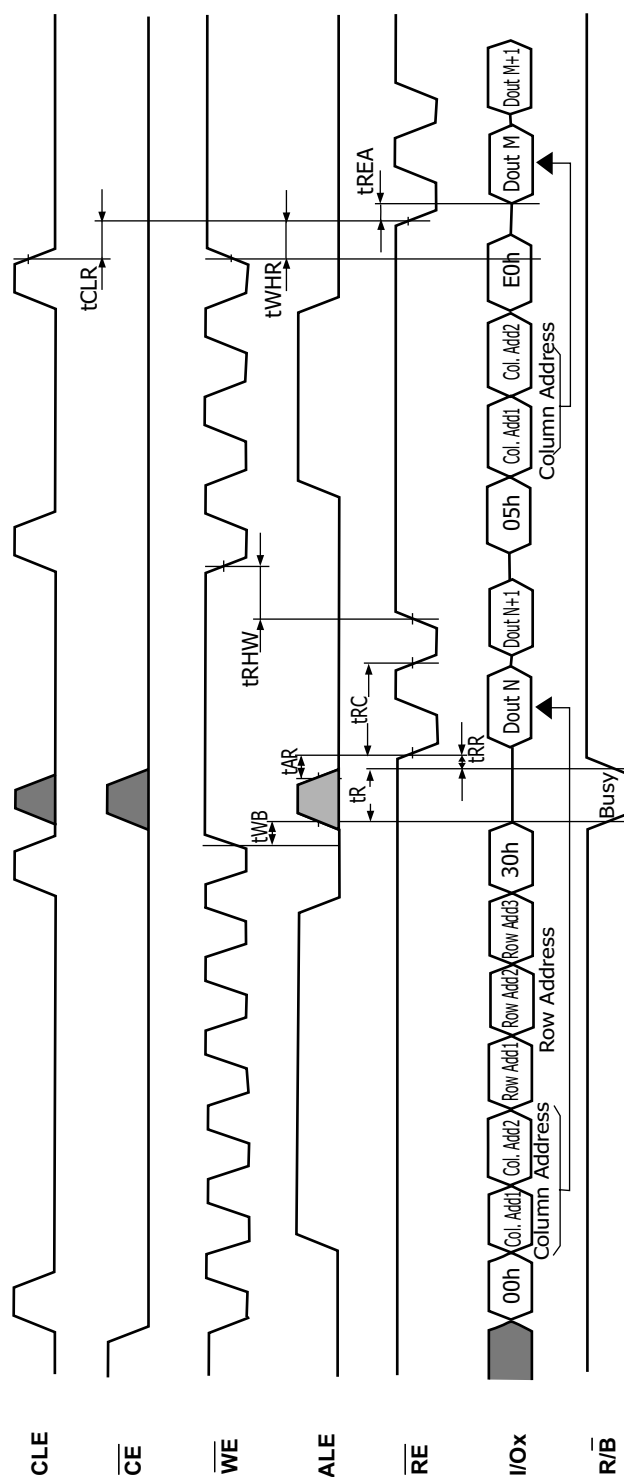 CLE
CE
WE
ALE
RE
I/Ox
R/B
tCLR
tWHR
tREA
tWB
tAR
tRHW
tRC
tR
tRR
00h
Col. Add1
Col. Add2
Row Add1
Row Add2
Row Add3
30h
Dout N
Dout N+1
05h
Col. Add1
Col. Add2
E0h
Dout M
Dout M+1
Column Address
Row Address
Column Address
Busy